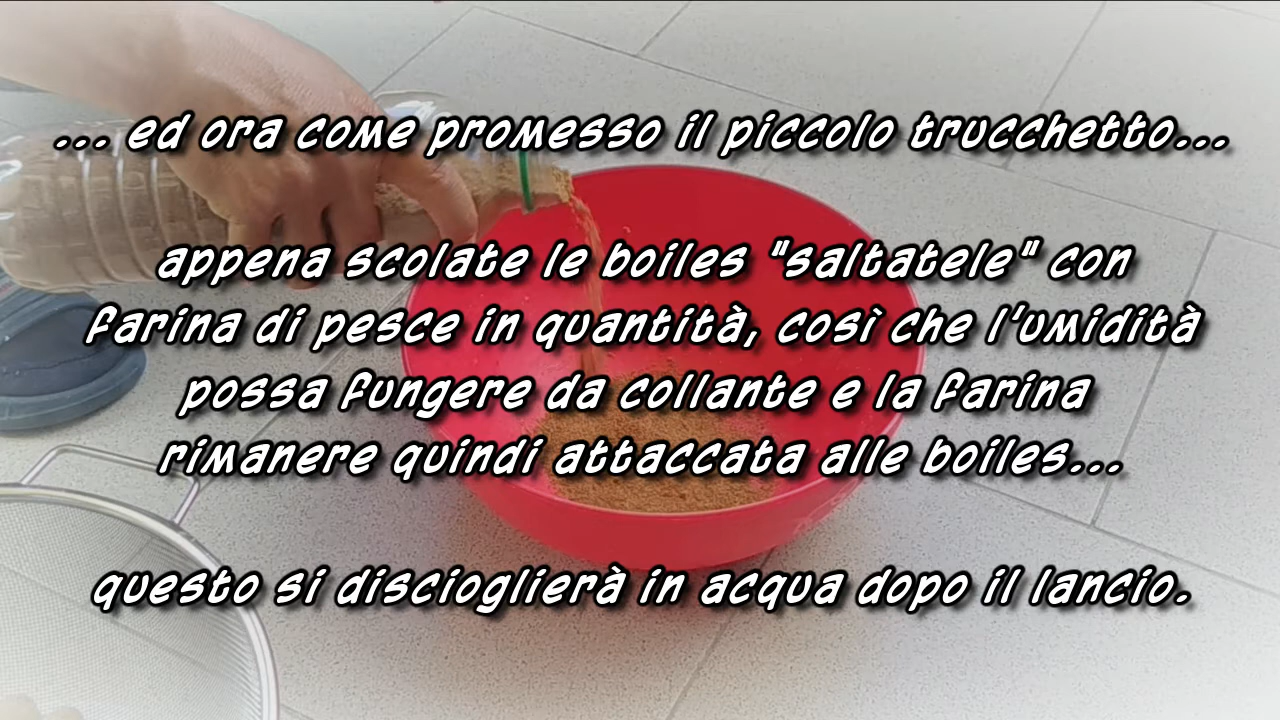 ... ed ora come promesso il piccolo trucchetto...
appena scolate le boiles "saltatele" con
farina di pesce in quantità, così che l'umidità
possa fungere da collante e la farina
rimanere quindi attaccata alle boiles...
questo si discioglierà in acqua dopo il lancio.